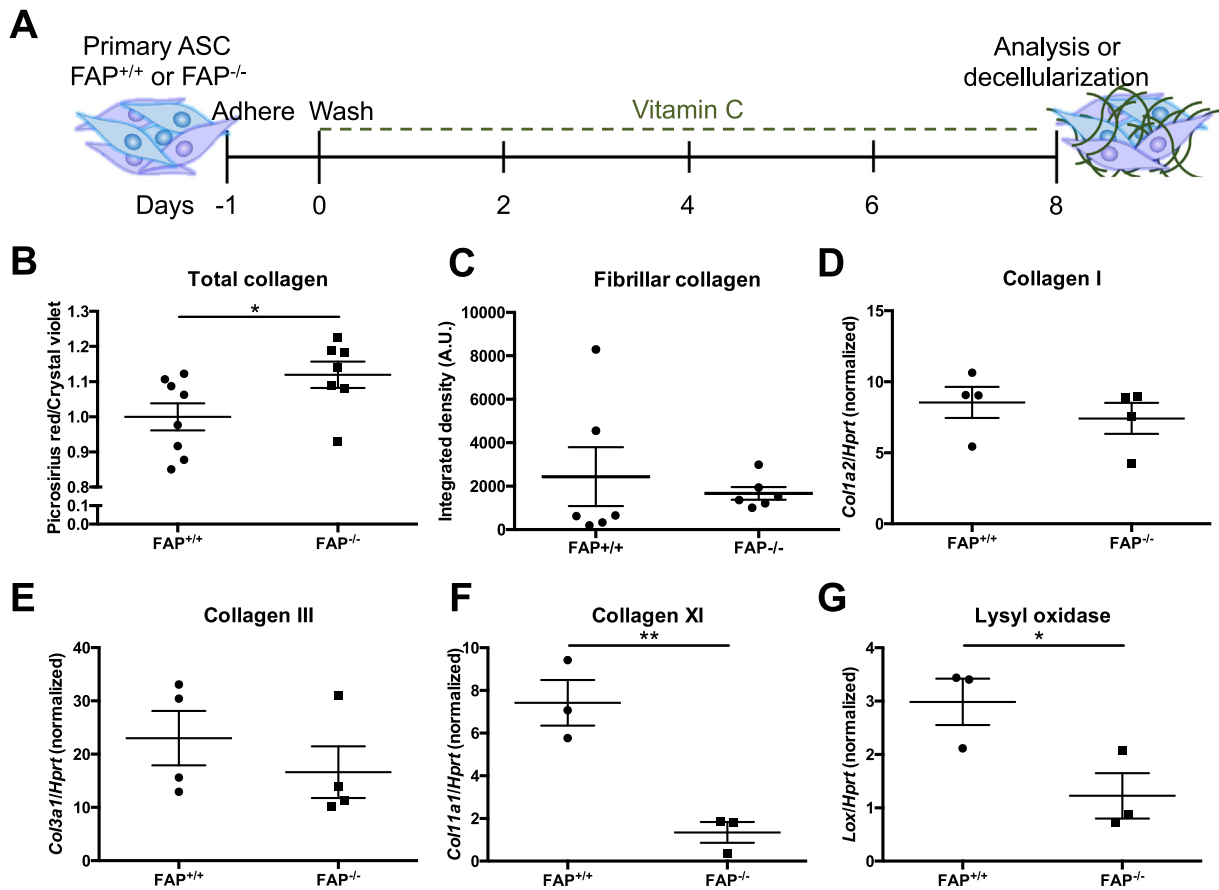 A
Primary ASC
FAP+/+ or FAP-/-
Analysis or
decellularization
Adhere Wash
Vitamin C
Days -1 0 2 4 6 8
B
Total collagen
*
Picrosirius red/Crystal violet
1.3
1.2
1.1
1.0
0.9
0.8
0.1
0.0
FAP+/+ FAP-/-
C
Fibrillar collagen
Integrated density (A.U.)
10000
8000
6000
4000
2000
0
FAP+/+ FAP-/-
D
Collagen I
Col1a2/Hprt (normalized)
15
10
5
0
FAP+/+ FAP-/-
E
Collagen III
Col3a1/Hprt (normalized)
40
30
20
10
0
FAP+/+ FAP-/-
F
Collagen XI
**
Col11a1/Hprt (normalized)
10
8
6
4
2
0
FAP+/+ FAP-/-
G
Lysyl oxidase
*
Lox/Hprt (normalized)
4
3
2
1
0
FAP+/+ FAP-/-